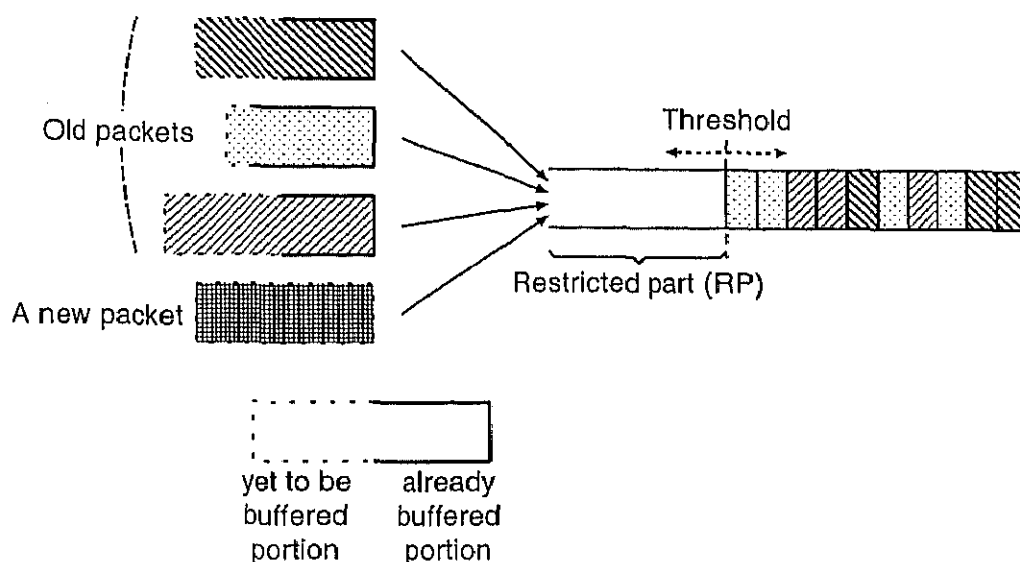 Old packets
Threshold
Restricted part (RP)
A new packet
yet to be
buffered
portion
already
buffered
portion